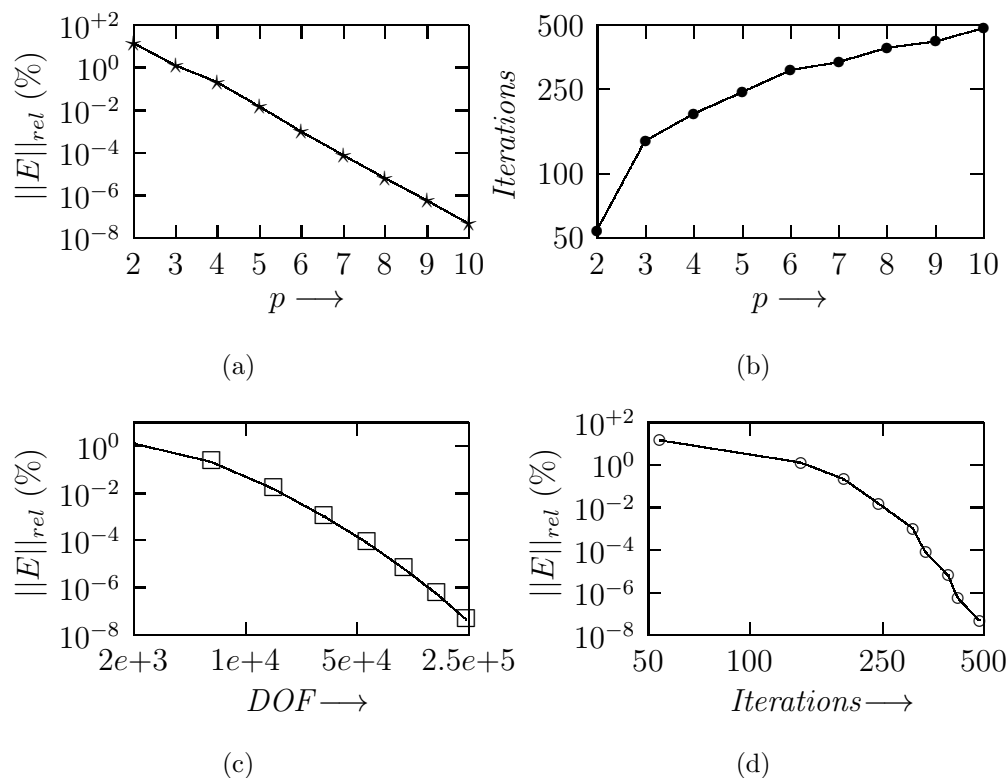 10^{+2}
10^{0}
10^{-2}
10^{-4}
10^{-6}
10^{-8}
||E||_{rel} (%)
2 3 4 5 6 7 8 9 10
p ⟶
(a)
500
250
100
50
Iterations
2 3 4 5 6 7 8 9 10
p ⟶
(b)
10^{0}
10^{-2}
10^{-4}
10^{-6}
10^{-8}
||E||_{rel} (%)
2e+3 1e+4 5e+4 2.5e+5
DOF ⟶
(c)
10^{+2}
10^{0}
10^{-2}
10^{-4}
10^{-6}
10^{-8}
||E||_{rel} (%)
50 100 250 500
Iterations ⟶
(d)